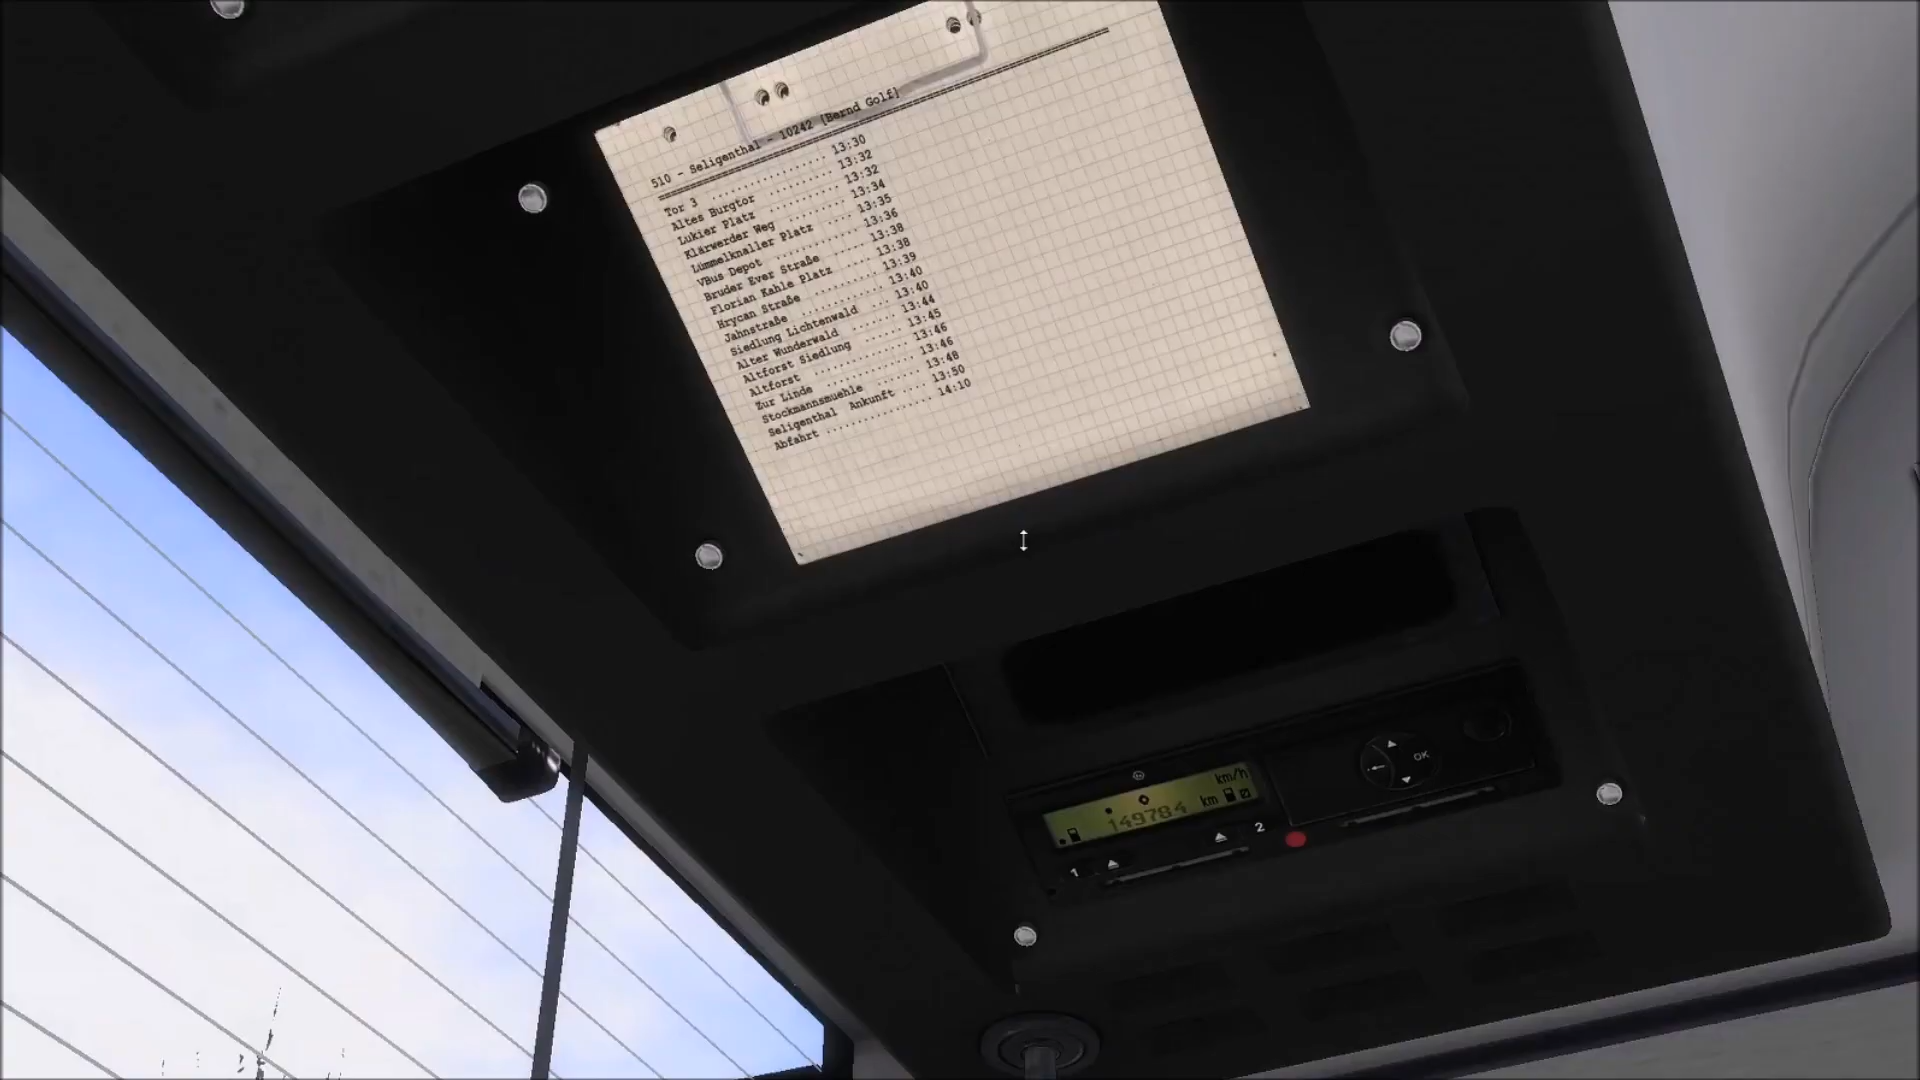 510 - Seligenthal - 10242 [Bernd Golf]
Tor 3 .................. 13:30
Altes Burgtor .......... 13:32
Lukier Platz ........... 13:32
Klärwerder Weg ......... 13:34
Lümmelknaller Platz .... 13:35
VBus Depot ............. 13:36
Bruder Ever Straße ..... 13:38
Florian Kahle Platz .... 13:38
Hrycan Straße .......... 13:39
Jahnstraße ............. 13:40
Siedlung Lichtenwald ... 13:40
Alter Wunderwald ....... 13:44
Altforst Siedlung ...... 13:45
Altforst ............... 13:46
Zur Linde .............. 13:46
Stockmannsmuehle ....... 13:48
Seligenthal Ankunft .... 13:50
Abfahrt ................ 14:10
km/h
149784 km
OK
1 2